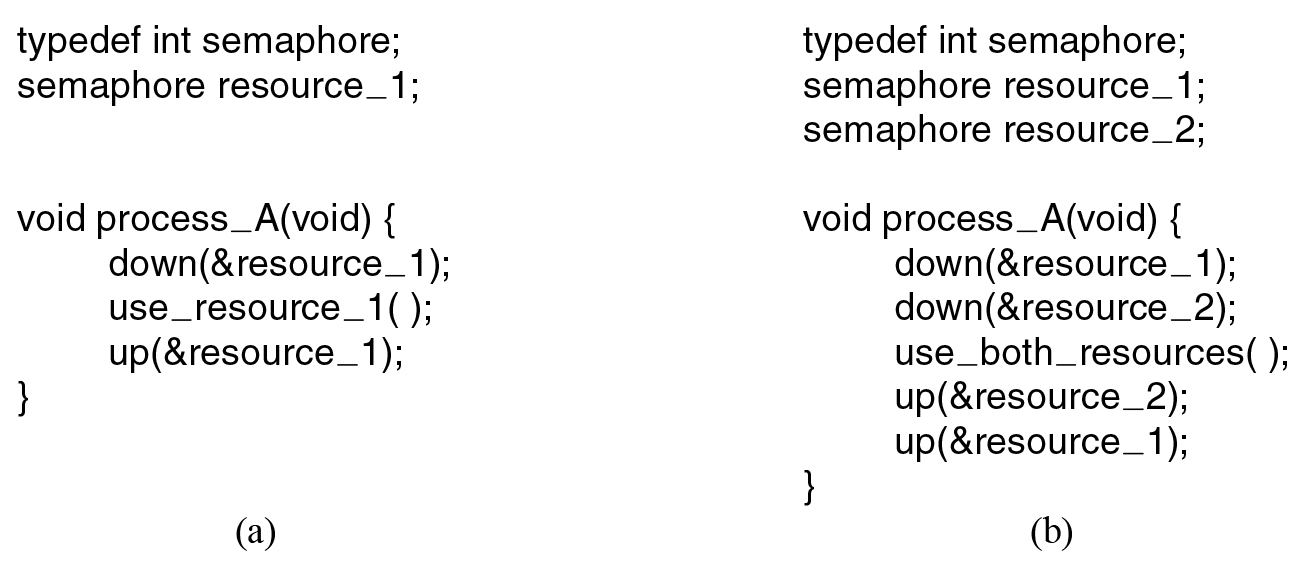 typedef int semaphore;
semaphore resource_1;
void process_A(void) {
down(&resource_1);
use_resource_1( );
up(&resource_1);
}
(a)
typedef int semaphore;
semaphore resource_1;
semaphore resource_2;
void process_A(void) {
down(&resource_1);
down(&resource_2);
use_both_resources( );
up(&resource_2);
up(&resource_1);
}
(b)